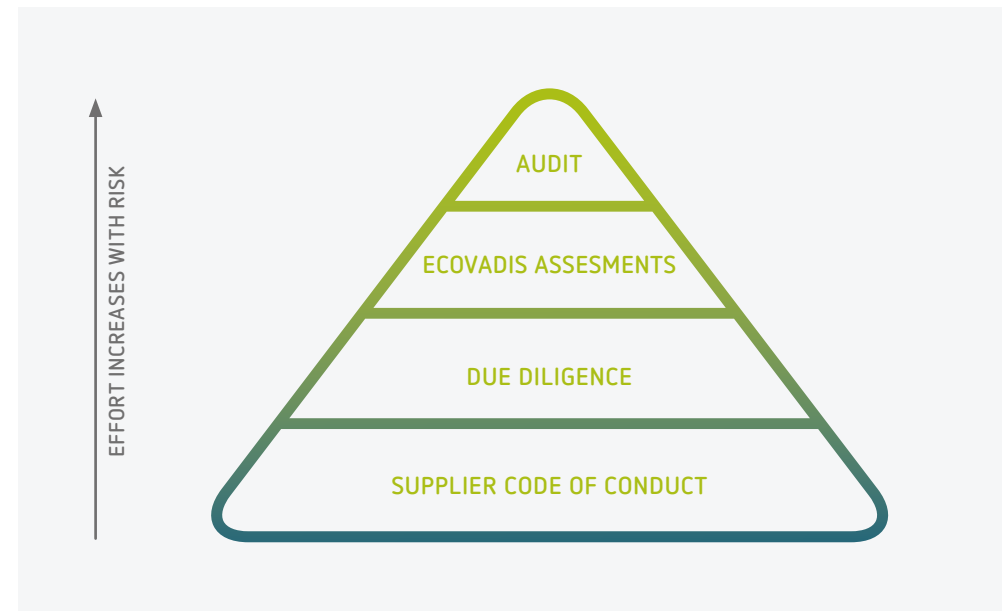 EFFORT INCREASES WITH RISK
AUDIT
ECOVADIS ASSESMENTS
DUE DILIGENCE
SUPPLIER CODE OF CONDUCT